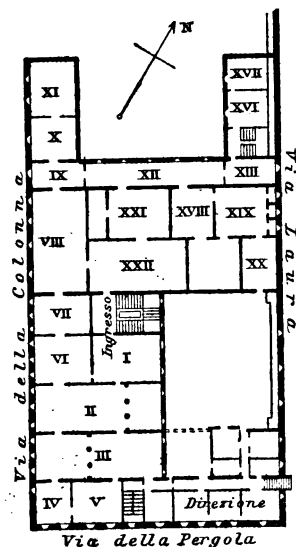 N
XI
XVII
XVI
X
IX
XII
XIII
XXI
XVIII
XIX
VIII
XXII
XX
VII
Ingresso
VI
I
II
III
IV
V
Direzione
Via della Colonna
Via Laura
Via della Pergola